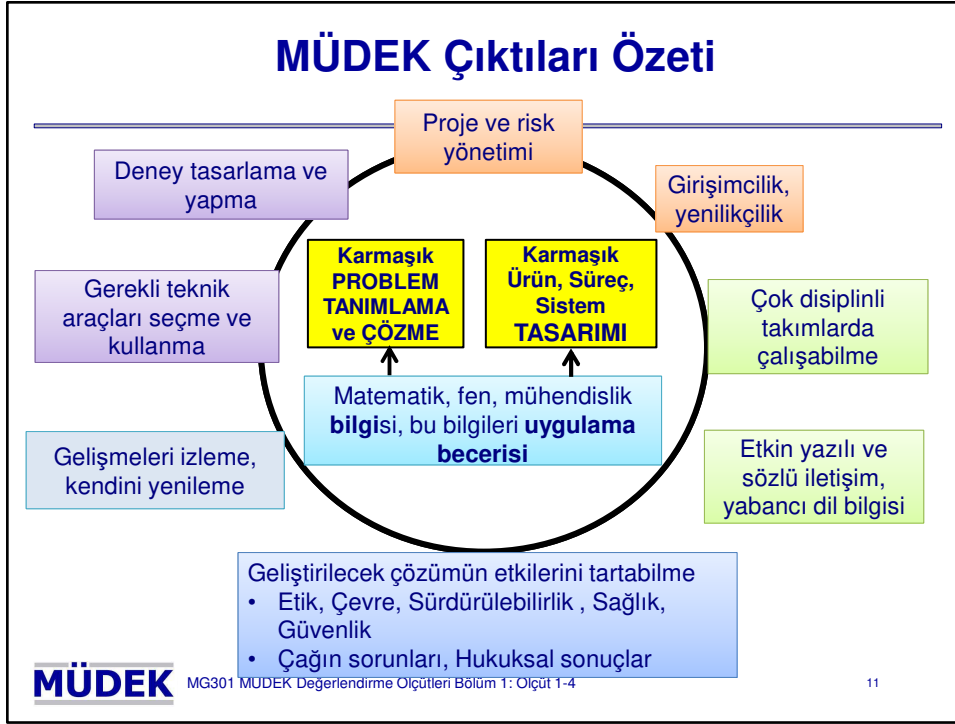 MÜDEK Çıktıları Özeti
Proje ve risk
yönetimi
Deney tasarlama ve
yapma
Girişimcilik,
yenilikçilik
Karmaşık
PROBLEM
TANIMLAMA
ve ÇÖZME
Karmaşık
Ürün, Süreç,
Sistem
TASARIMI
Gerekli teknik
araçları seçme ve
kullanma
Çok disiplinli
takımlarda
çalışabilme
Matematik, fen, mühendislik
bilgisi, bu bilgileri uygulama
becerisi
Gelişmeleri izleme,
kendini yenileme
Etkin yazılı ve
sözlü iletişim,
yabancı dil bilgisi
Geliştirilecek çözümün etkilerini tartabilme
• Etik, Çevre, Sürdürülebilirlik , Sağlık,
Güvenlik
• Çağın sorunları, Hukuksal sonuçlar
MÜDEK
MG301 MÜDEK Değerlendirme Ölçütleri Bölüm 1: Ölçüt 1-4
11